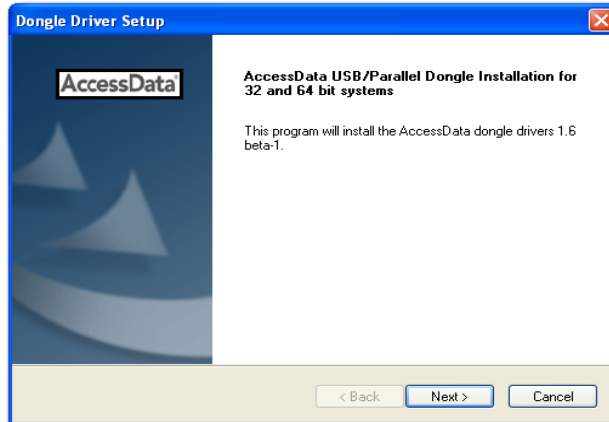 Dongle Driver Setup
AccessData
AccessData USB/Parallel Dongle Installation for
32 and 64 bit systems
This program will install the AccessData dongle drivers 1.6
beta-1.
< Back
Next >
Cancel